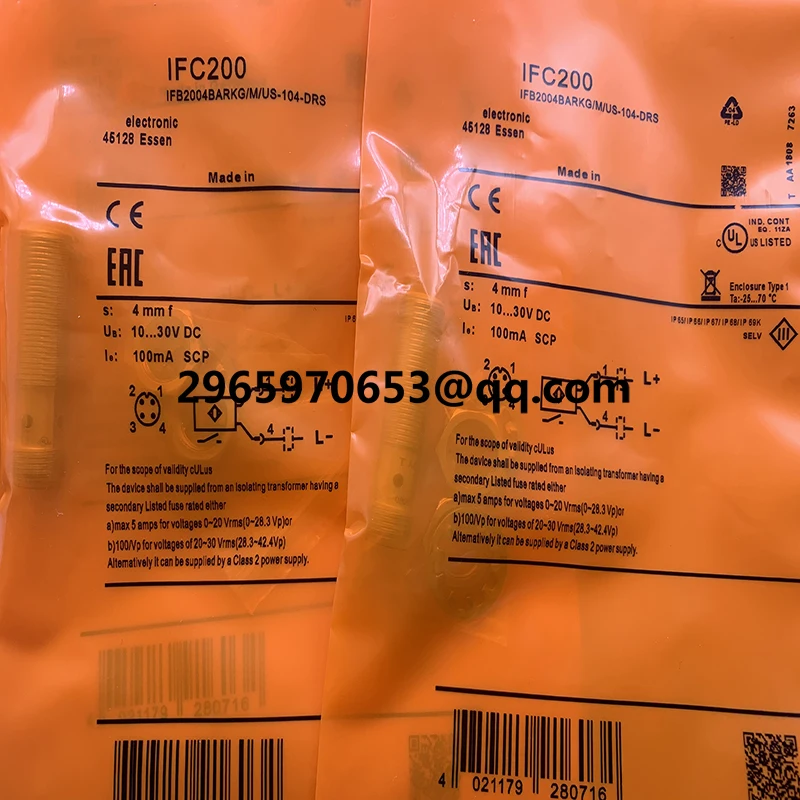 IFC200
IFB2004BARKG/M/US-104-DRS
electronic
45128 Essen
Made in
CE
EAC
s: 4 mm f
UB: 10...30V DC
Ie: 100mA SCP
2 1
3 4
L+
4
L-
For the scope of validity cULus
The device shall be supplied from an isolating transformer having a
secondary Listed fuse rated either
a)max 5 amps for voltages 0~20 Vrms(0~28.3 Vp)or
b)100/Vp for voltages of 20~30 Vrms(28.3~42.4Vp)
Alternatively it can be supplied by a Class 2 power supply.
021179 280716
IFC200
IFB2004BARKG/M/US-104-DRS
electronic
45128 Essen
04
PE-LD
T AA 1808 7263
Made in
CE
EAC
IND. CONT
EQ. 11ZA
c UL US LISTED
Enclosure Type 1
Ta:-25...70 °C
s: 4 mm f
UB: 10...30V DC
Ie: 100mA SCP
IP 65/ IP 66/ IP 67/ IP 68/ IP 69K
SELV
III
2 1
L+
4
L-
For the scope of validity cULus
The device shall be supplied from an isolating transformer having a
secondary Listed fuse rated either
a)max 5 amps for voltages 0~20 Vrms(0~28.3 Vp)or
b)100/Vp for voltages of 20~30 Vrms(28.3~42.4Vp)
Alternatively it can be supplied by a Class 2 power supply.
4 021179 280716
2965970653@qq.com